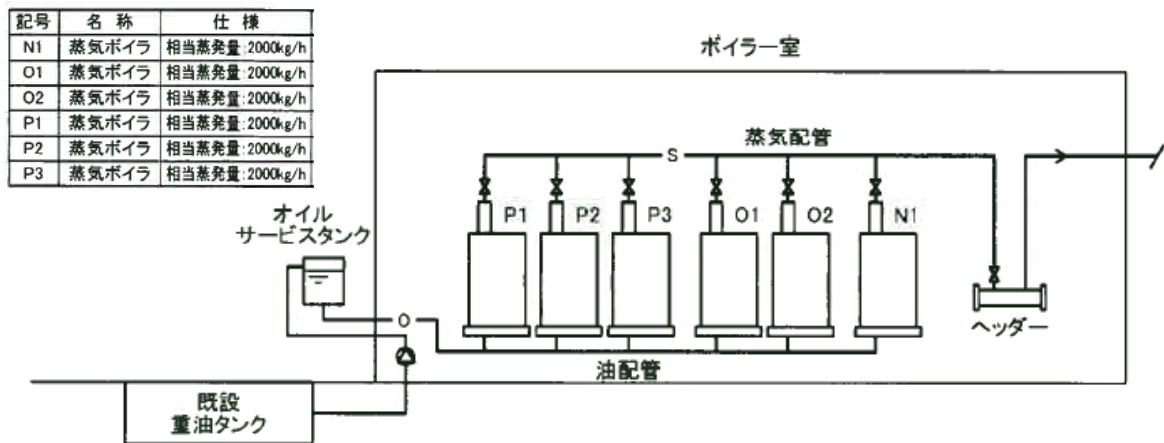 記号 名称 仕様
N1 蒸気ボイラ 相当蒸発量:2000kg/h
O1 蒸気ボイラ 相当蒸発量:2000kg/h
O2 蒸気ボイラ 相当蒸発量:2000kg/h
P1 蒸気ボイラ 相当蒸発量:2000kg/h
P2 蒸気ボイラ 相当蒸発量:2000kg/h
P3 蒸気ボイラ 相当蒸発量:2000kg/h
ボイラー室
蒸気配管
S
P1 P2 P3 O1 O2 N1
オイル
サービスタンク
O
ヘッダー
油配管
既設
重油タンク